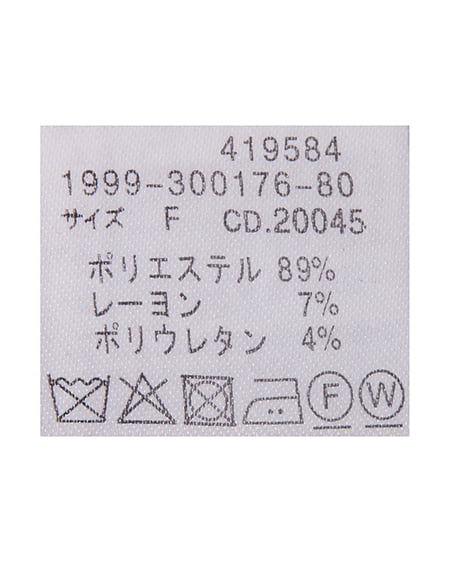 419584
1999-300176-80
サイズ F CD.20045
ポリエステル 89%
レーヨン 7%
ポリウレタン 4%
F W